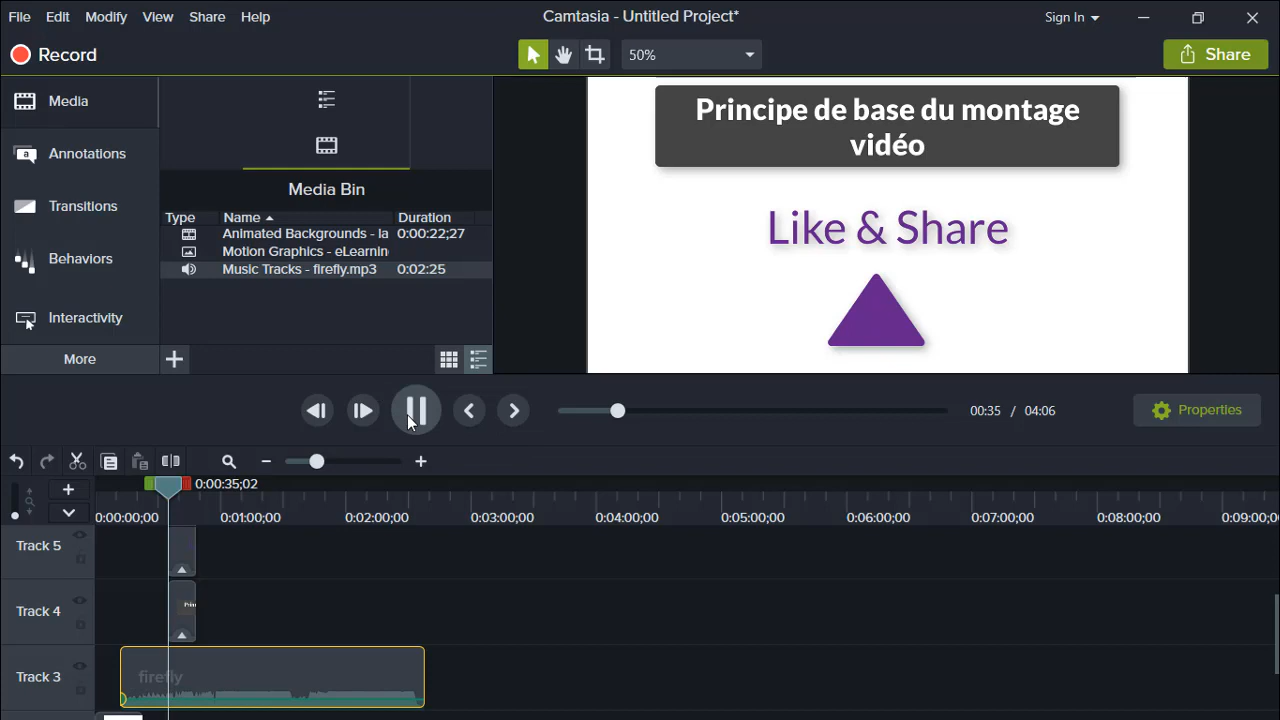 File Edit Modify View Share Help
Camtasia - Untitled Project*
Sign In
Record
50%
Share
Media
Annotations
Transitions
Behaviors
Interactivity
More
Media Bin
Type Name Duration
Animated Backgrounds - la 0:00:22;27
Motion Graphics - eLearnin
Music Tracks - firefly.mp3 0:02:25
Principe de base du montage
vidéo
Like & Share
00:35 / 04:06
Properties
0:00:35;02
0:00:00;00 0:01:00;00 0:02:00;00 0:03:00;00 0:04:00;00 0:05:00;00 0:06:00;00 0:07:00;00 0:08:00;00 0:09:00;
Track 5
Track 4
Prin
Track 3
firefly